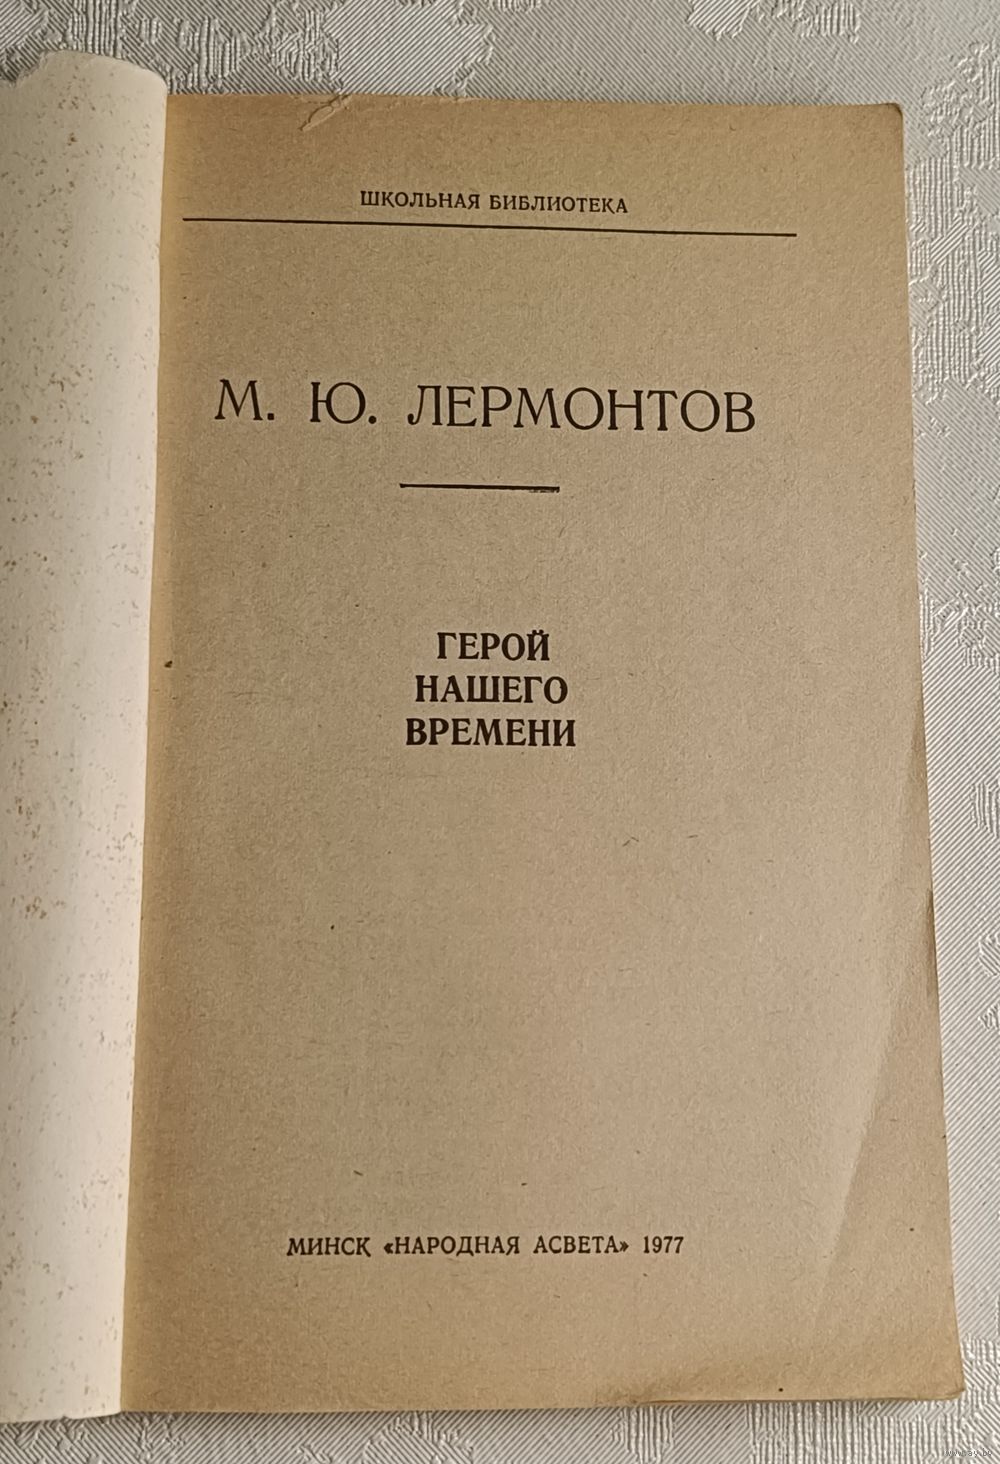 ШКОЛЬНАЯ БИБЛИОТЕКА
М. Ю. ЛЕРМОНТОВ
ГЕРОЙ
НАШЕГО
ВРЕМЕНИ
МИНСК «НАРОДНАЯ АСВЕТА» 1977